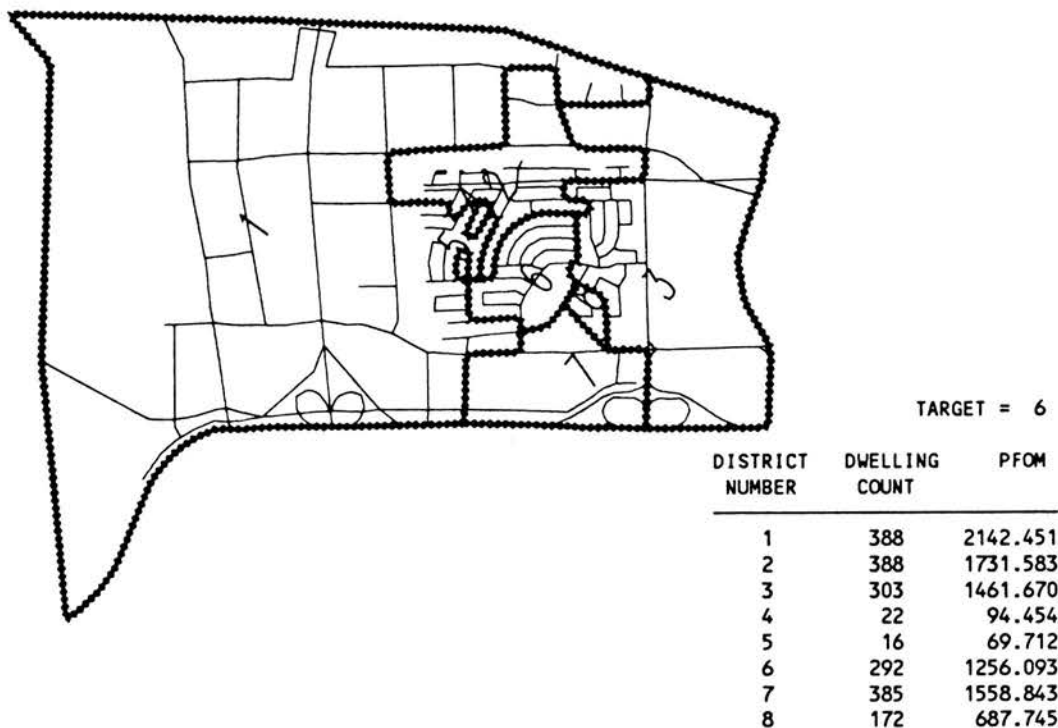 TARGET = 6
DISTRICT DWELLING PFOM
NUMBER COUNT
1 388 2142.451
2 388 1731.583
3 303 1461.670
4 22 94.454
5 16 69.712
6 292 1256.093
7 385 1558.843
8 172 687.745